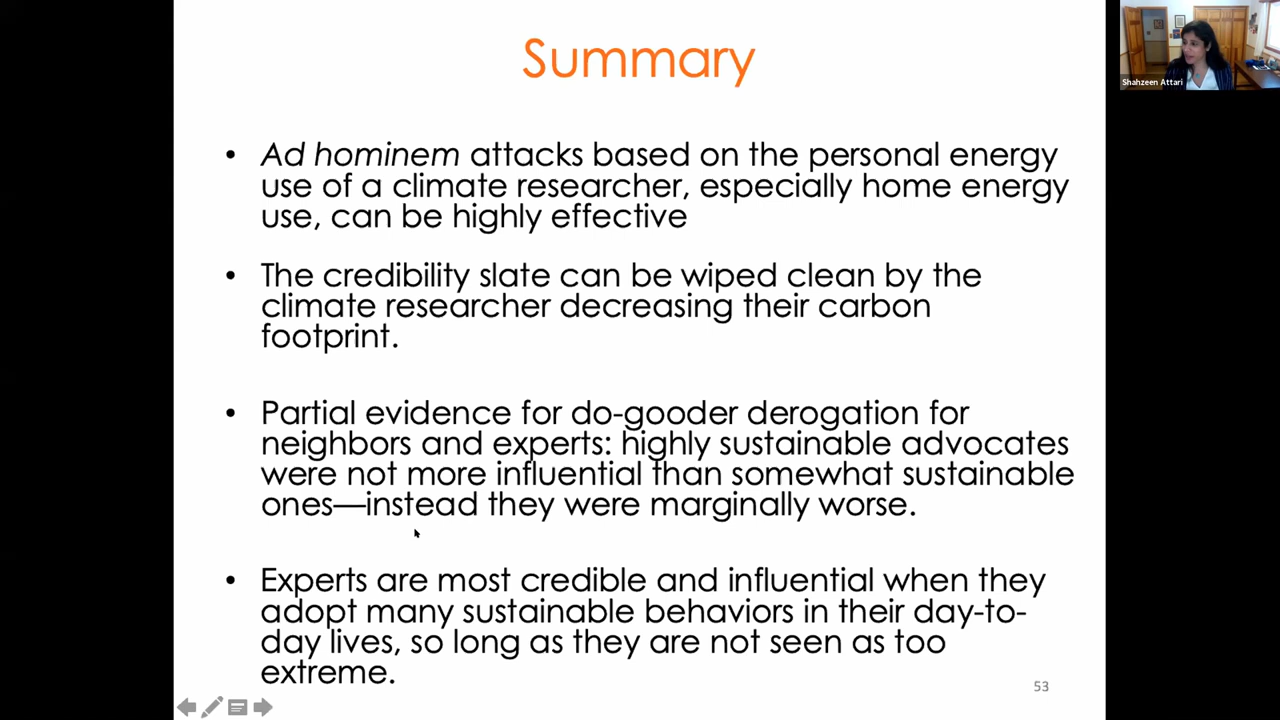 Summary
Shahzeen Attari
• Ad hominem attacks based on the personal energy
use of a climate researcher, especially home energy
use, can be highly effective
• The credibility slate can be wiped clean by the
climate researcher decreasing their carbon
footprint.
• Partial evidence for do-gooder derogation for
neighbors and experts: highly sustainable advocates
were not more influential than somewhat sustainable
ones—instead they were marginally worse.
• Experts are most credible and influential when they
adopt many sustainable behaviors in their day-to-
day lives, so long as they are not seen as too
extreme.
53